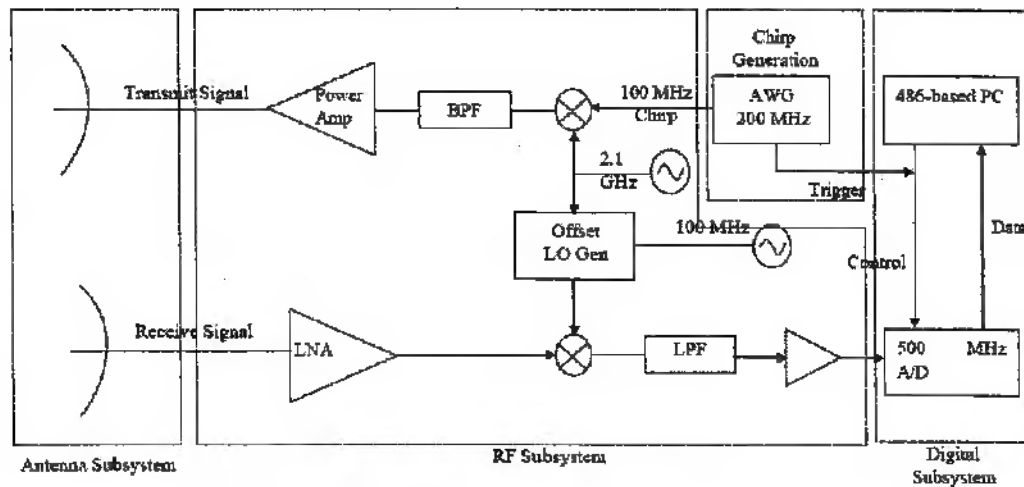 Chirp
Generation
Transmit Signal
Power
Amp
BPF
100 MHz
Chirp
AWG
200 MHz
486-based PC
2.1
GHz
Trigger
Offset
LO Gen
100 MHz
Data
Control
Receive Signal
LNA
LPF
500 MHz
A/D
Antenna Subsystem
RF Subsystem
Digital
Subsystem